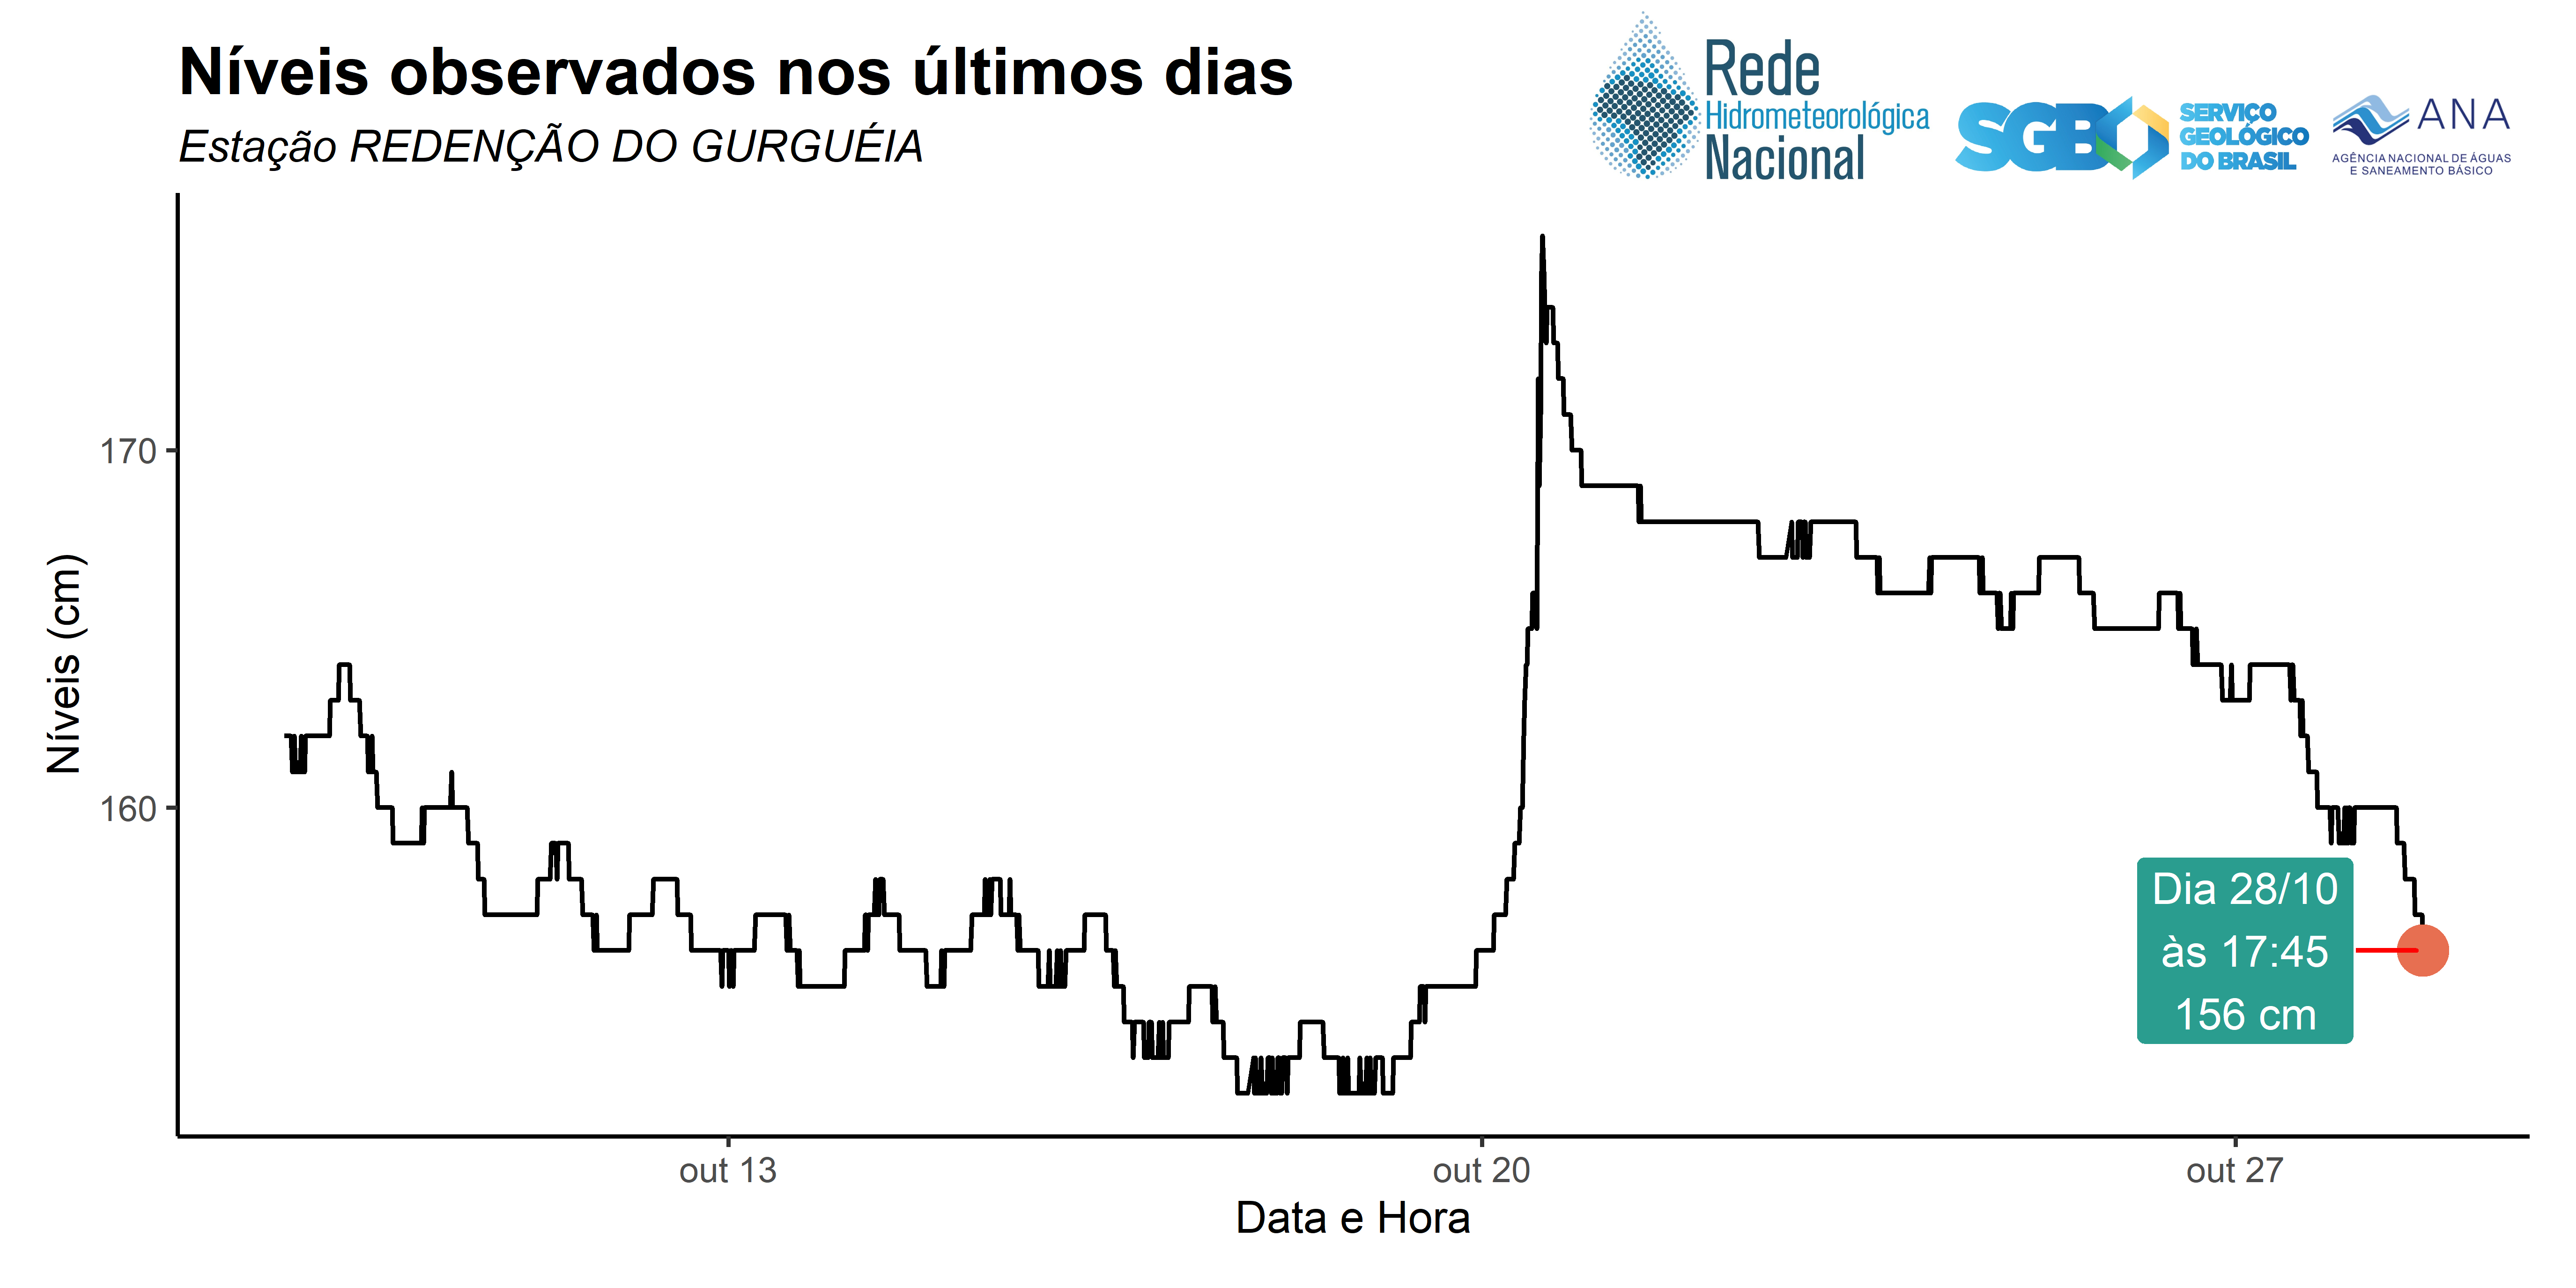 Níveis observados nos últimos dias
Estação REDENÇÃO DO GURGUÉIA
Rede
Hidrometeorológica
Nacional
SGB
SERVIÇO
GEOLÓGICO
DO BRASIL
ANA
AGÊNCIA NACIONAL DE ÁGUAS
E SANEAMENTO BÁSICO
Níveis (cm)
170
160
Dia 28/10
às 17:45
156 cm
out 13
out 20
out 27
Data e Hora